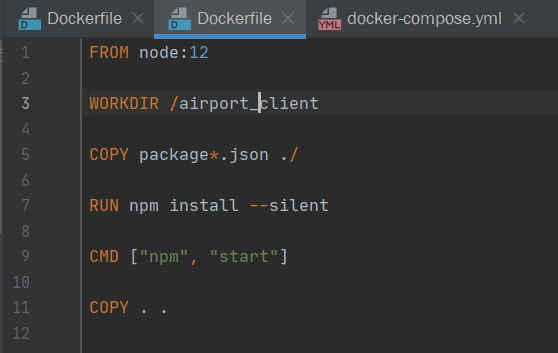 Dockerfile × Dockerfile × docker-compose.yml ×
1 FROM node:12
2
3 WORKDIR /airport_client
4
5 COPY package*.json ./
6
7 RUN npm install --silent
8
9 CMD ["npm", "start"]
10
11 COPY . .
12